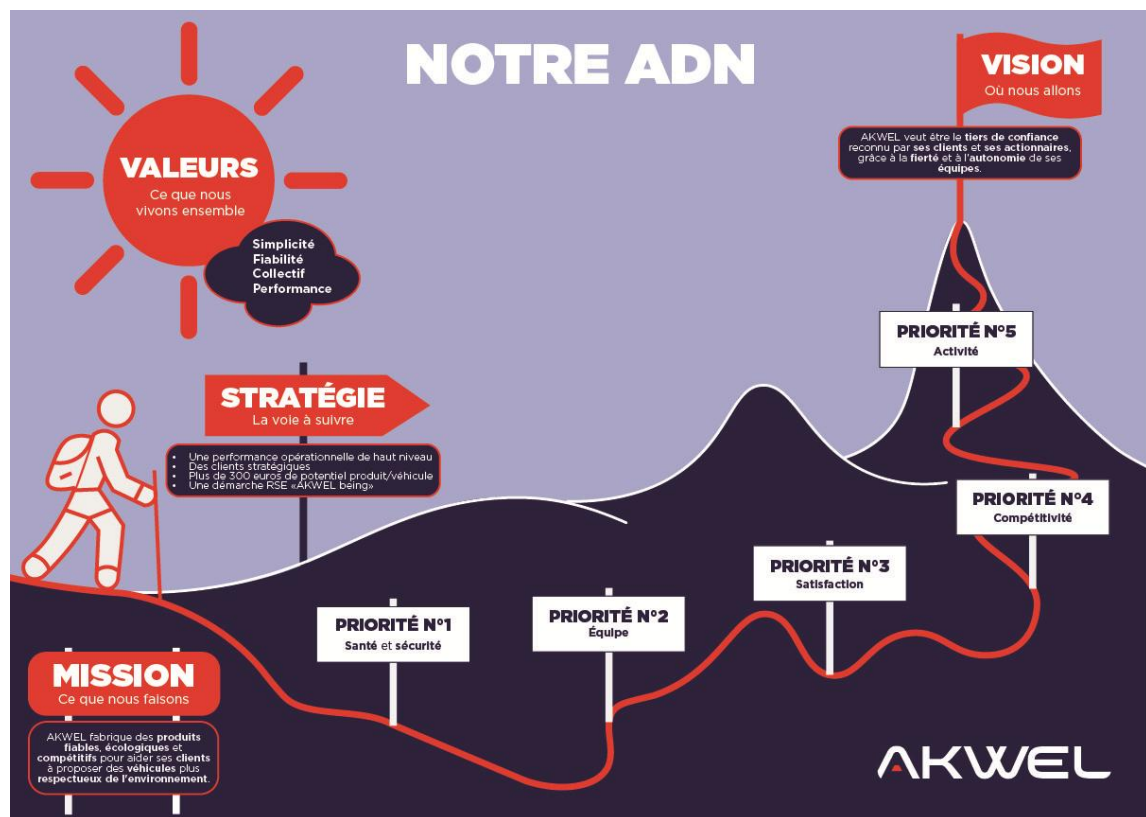 NOTRE ADN
VALEURS
Ce que nous
vivons ensemble
Simplicité
Fiabilité
Collectif
Performance
VISION
Où nous allons
AKWEL veut être le tiers de confiance
reconnu par ses clients et ses actionnaires,
grâce à la fierté et à l'autonomie de ses
équipes.
STRATÉGIE
La voie à suivre
• Une performance opérationnelle de haut niveau
• Des clients stratégiques
• Plus de 300 euros de potentiel produit/véhicule
• Une démarche RSE «AKWEL being»
MISSION
Ce que nous faisons
AKWEL fabrique des produits
fiables, écologiques et
compétitifs pour aider ses clients
à proposer des véhicules plus
respectueux de l'environnement.
PRIORITÉ N°1
Santé et sécurité
PRIORITÉ N°2
Équipe
PRIORITÉ N°3
Satisfaction
PRIORITÉ N°4
Compétitivité
PRIORITÉ N°5
Activité
AKWEL